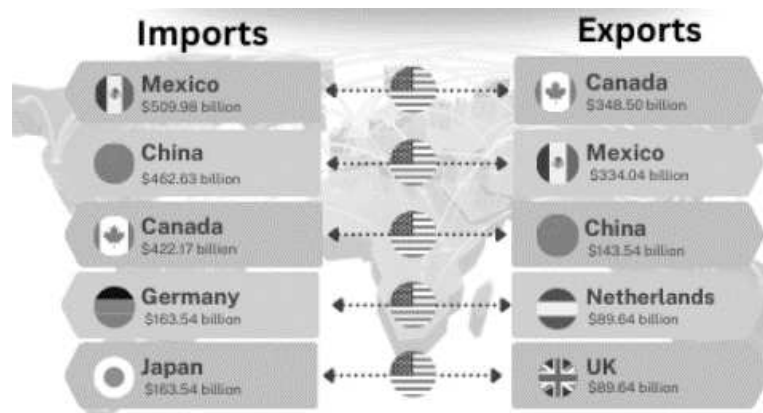 Imports
Exports
Mexico
$509.98 billion
Canada
$348.50 billion
China
$462.63 billion
Mexico
$334.04 billion
Canada
$422.17 billion
China
$143.54 billion
Germany
$163.54 billion
Netherlands
$89.64 billion
Japan
$163.54 billion
UK
$89.64 billion